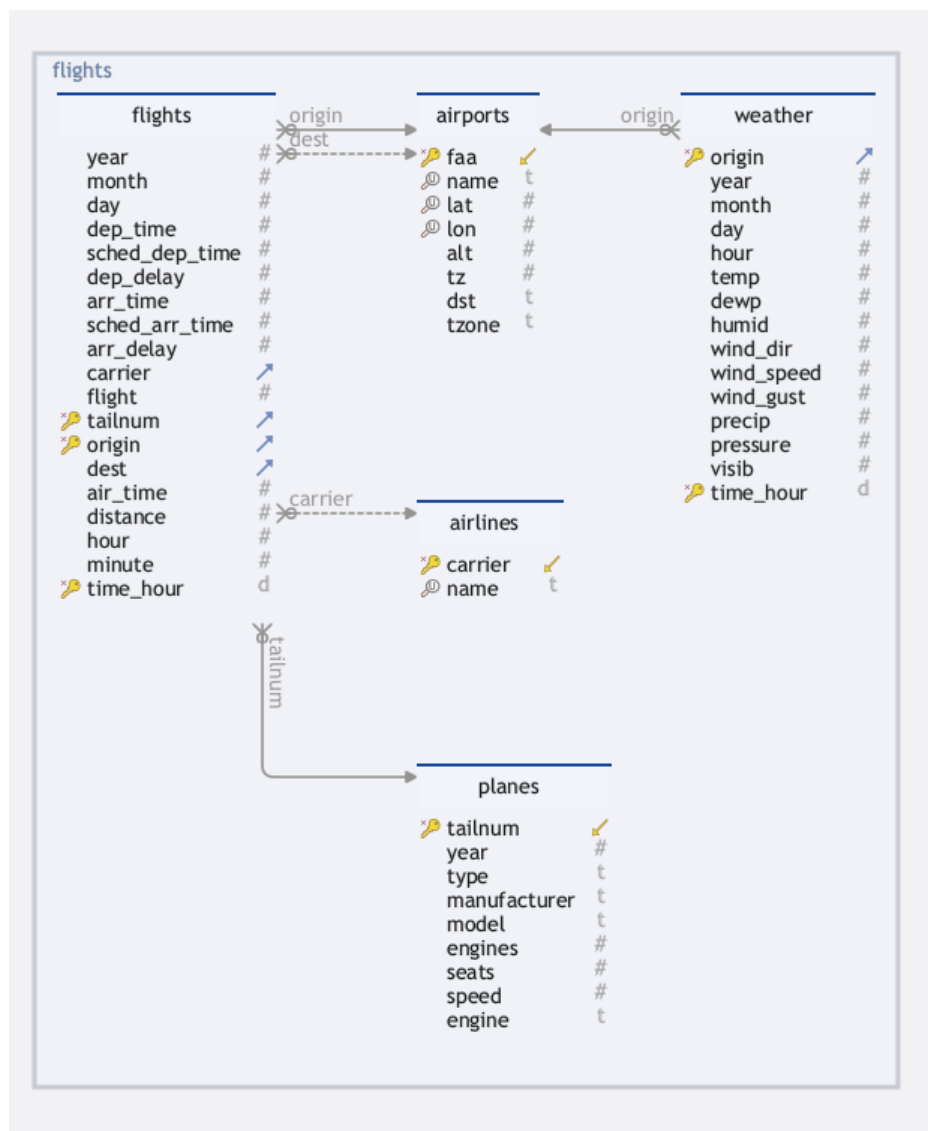 flights
flights
origin
dest
year #
month #
day #
dep_time #
sched_dep_time #
dep_delay #
arr_time #
sched_arr_time #
arr_delay #
carrier
flight #
tailnum
origin
dest
air_time #
distance #
hour #
minute #
time_hour d
airports
faa
name t
lat #
lon #
alt #
tz #
dst t
tzone t
origin
weather
origin
year #
month #
day #
hour #
temp #
dewp #
humid #
wind_dir #
wind_speed #
wind_gust #
precip #
pressure #
visib #
time_hour d
carrier
airlines
carrier
name t
tailnum
planes
tailnum
year #
type t
manufacturer t
model t
engines #
seats #
speed #
engine t